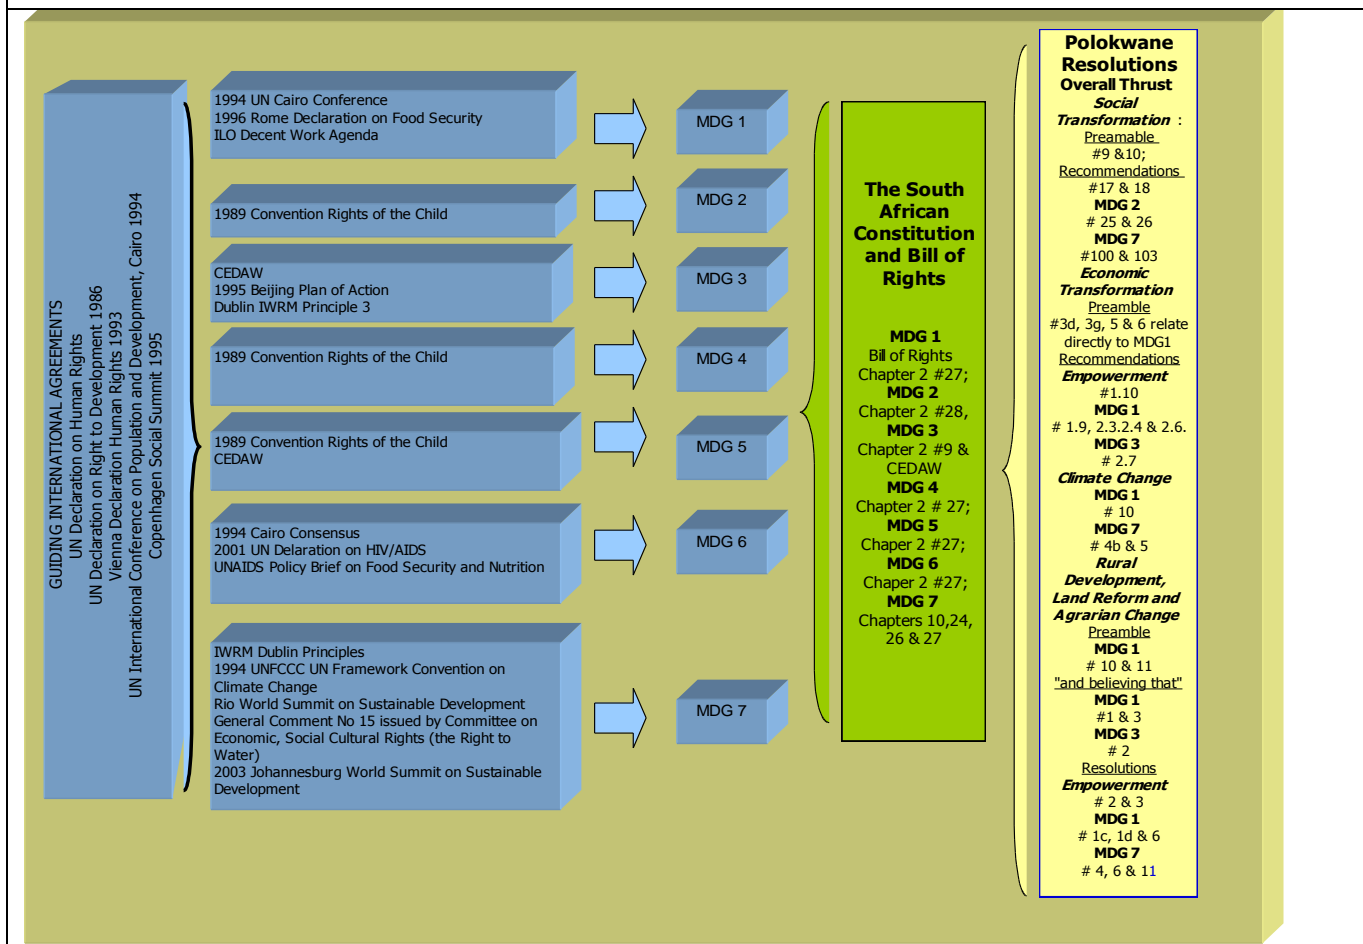 GUIDING INTERNATIONAL AGREEMENTS
UN Declaration on Human Rights
UN Declaration on Right to Development 1986
Vienna Declaration Human Rights 1993
UN International Conference on Population and Development, Cairo 1994
Copenhagen Social Summit 1995
1994 UN Cairo Conference
1996 Rome Declaration on Food Security
ILO Decent Work Agenda
MDG 1
1989 Convention Rights of the Child
MDG 2
CEDAW
1995 Beijing Plan of Action
Dublin IWRM Principle 3
MDG 3
1989 Convention Rights of the Child
MDG 4
1989 Convention Rights of the Child
CEDAW
MDG 5
1994 Cairo Consensus
2001 UN Delaration on HIV/AIDS
UNAIDS Policy Brief on Food Security and Nutrition
MDG 6
IWRM Dublin Principles
1994 UNFCCC UN Framework Convention on
Climate Change
Rio World Summit on Sustainable Development
General Comment No 15 issued by Committee on
Economic, Social Cultural Rights (the Right to
Water)
2003 Johannesburg World Summit on Sustainable
Development
MDG 7
The South
African
Constitution
and Bill of
Rights
MDG 1
Bill of Rights
Chapter 2 #27;
MDG 2
Chapter 2 #28,
MDG 3
Chapter 2 #9 &
CEDAW
MDG 4
Chapter 2 # 27;
MDG 5
Chaper 2 #27;
MDG 6
Chaper 2 #27;
MDG 7
Chapters 10,24,
26 & 27
Polokwane
Resolutions
Overall Thrust
Social
Transformation :
Preamable
#9 &10;
Recommendations
#17 & 18
MDG 2
# 25 & 26
MDG 7
#100 & 103
Economic
Transformation
Preamble
#3d, 3g, 5 & 6 relate
directly to MDG1
Recommendations
Empowerment
#1.10
MDG 1
# 1.9, 2.3.2.4 & 2.6.
MDG 3
# 2.7
Climate Change
MDG 1
# 10
MDG 7
# 4b & 5
Rural
Development,
Land Reform and
Agrarian Change
Preamble
MDG 1
# 10 & 11
"and believing that"
MDG 1
#1 & 3
MDG 3
# 2
Resolutions
Empowerment
# 2 & 3
MDG 1
# 1c, 1d & 6
MDG 7
# 4, 6 & 11